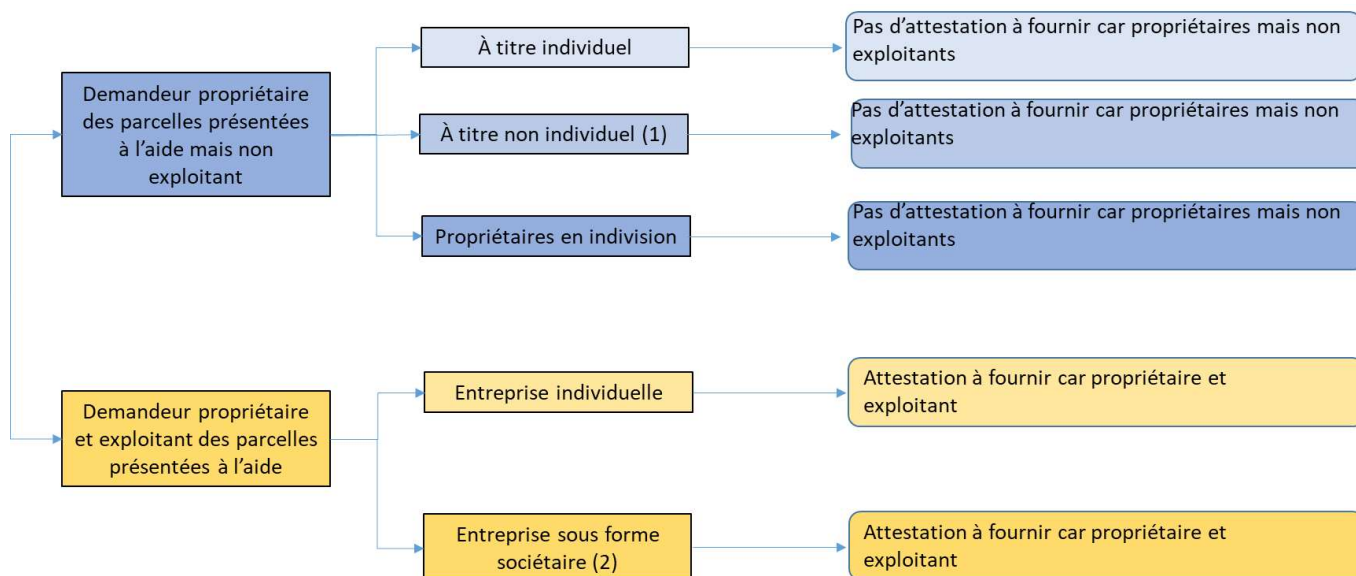 À titre individuel
Pas d’attestation à fournir car propriétaires mais non
exploitants
Demandeur propriétaire
des parcelles présentées
à l’aide mais non
exploitant
À titre non individuel (1)
Pas d’attestation à fournir car propriétaires mais non
exploitants
Propriétaires en indivision
Pas d’attestation à fournir car propriétaires mais non
exploitants
Demandeur propriétaire
et exploitant des parcelles
présentées à l’aide
Entreprise individuelle
Attestation à fournir car propriétaire et
exploitant
Entreprise sous forme
sociétaire (2)
Attestation à fournir car propriétaire et
exploitant